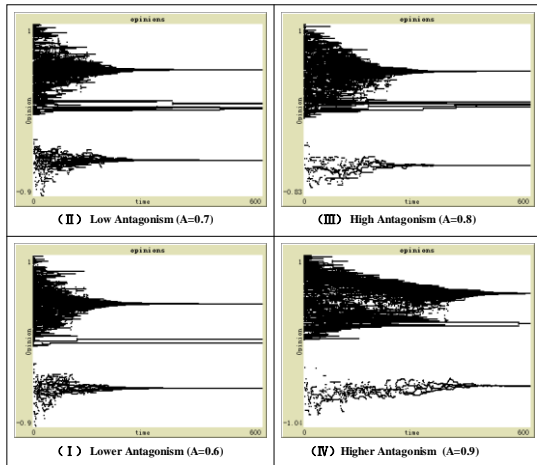 opinions
1
Opinion
-0.9
0
time
600
(Ⅱ) Low Antagonism (A=0.7)
opinions
1
Opinion
-0.83
0
time
600
(Ⅲ) High Antagonism (A=0.8)
opinions
1
Opinion
-0.9
0
time
600
(Ⅰ) Lower Antagonism (A=0.6)
opinions
1
Opinion
-1.04
0
time
600
(Ⅳ) Higher Antagonism (A=0.9)